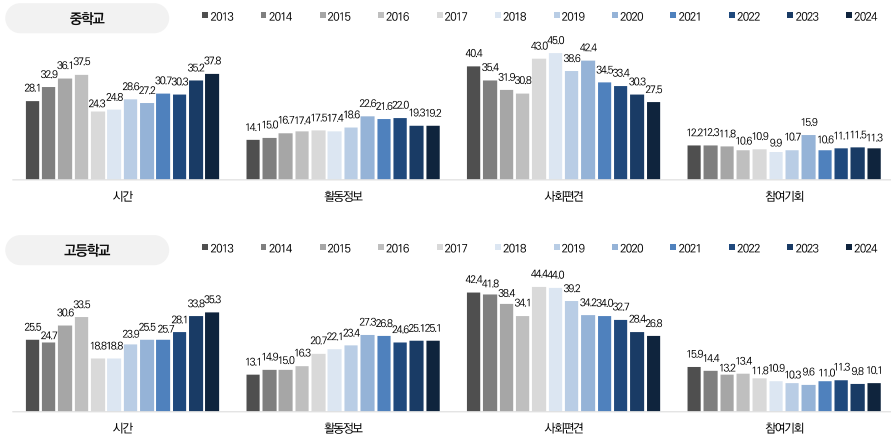 중학교
2013 2014 2015 2016 2017 2018 2019 2020 2021 2022 2023 2024
28.1 32.9 36.1 37.5 24.3 24.8 28.6 27.2 30.7 30.3 35.2 37.8
14.1 15.0 16.7 17.4 17.5 17.4 18.6 22.6 21.6 22.0 19.3 19.2
40.4 35.4 31.9 30.8 43.0 45.0 38.6 42.4 34.5 33.4 30.3 27.5
12.2 12.3 11.8 10.6 10.9 9.9 10.7 15.9 10.6 11.1 11.5 11.3
시간 활동정보 사회편견 참여기회
고등학교
2013 2014 2015 2016 2017 2018 2019 2020 2021 2022 2023 2024
25.5 24.7 30.6 33.5 18.8 18.8 23.9 25.5 25.7 28.1 33.8 35.3
13.1 14.9 15.0 16.3 20.7 22.1 23.4 27.3 26.8 24.6 25.1 25.1
42.4 41.8 38.4 34.1 44.4 44.0 39.2 34.2 34.0 32.7 28.4 26.8
15.9 14.4 13.2 13.4 11.8 10.9 10.3 9.6 11.0 11.3 9.8 10.1
시간 활동정보 사회편견 참여기회